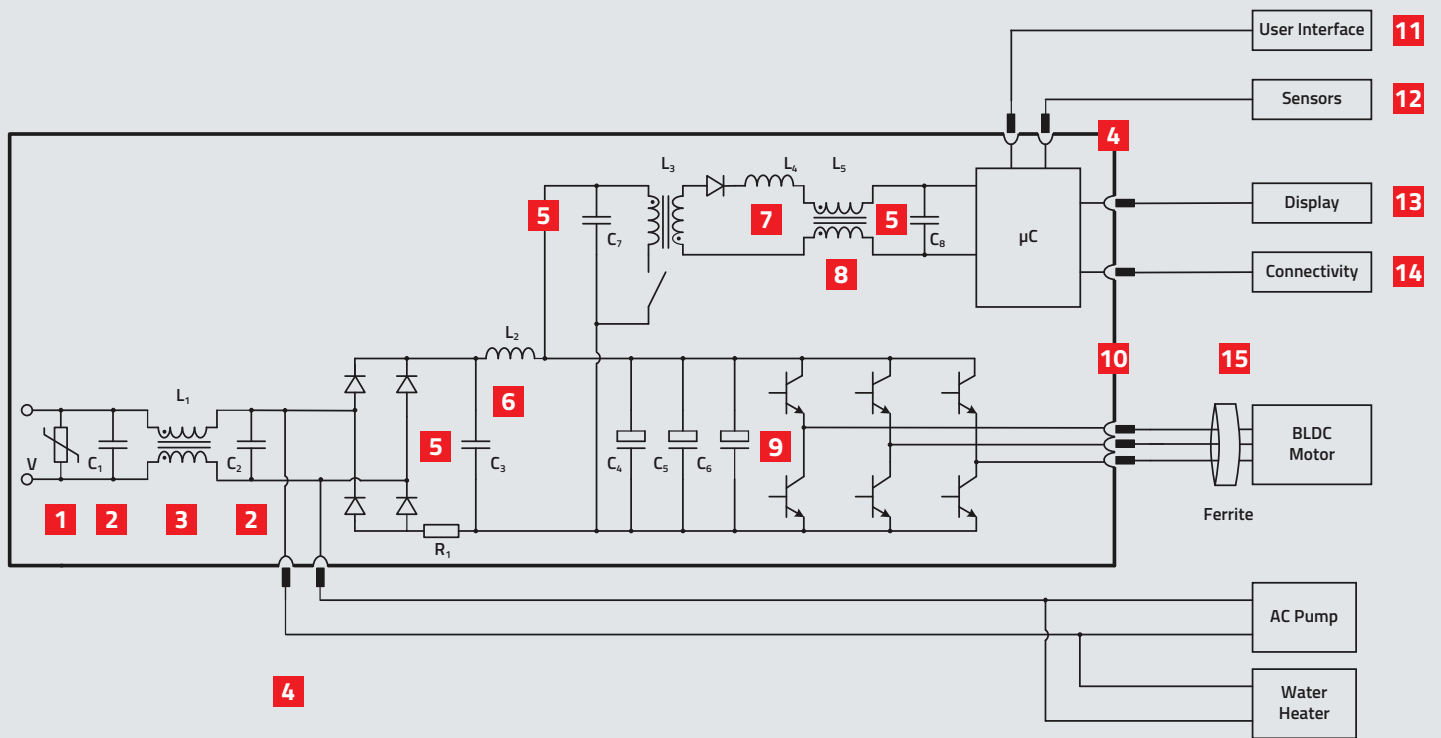 User Interface 11
Sensors 12
4
L₃ L₄ L₅
5 C₇ 7 5 C₈ µC
Display 13
8
Connectivity 14
L₂
10 15
L₁
6
V C₁ C₂ 5 C₃ C₄ C₅ C₆ 9
BLDC
Motor
1 2 3 2
R₁
Ferrite
AC Pump
4
Water
Heater